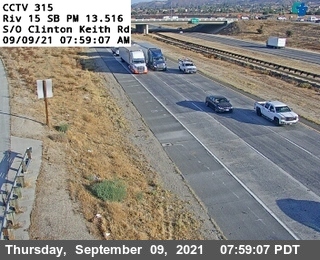 CCTV 315
Riv 15 SB PM 13.516
S/O Clinton Keith Rd
09/09/21 07:59:07 AM
Thursday, September 09, 2021 07:59:07 PDT